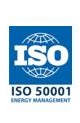 ISO
ISO 50001
ENERGY MANAGEMENT